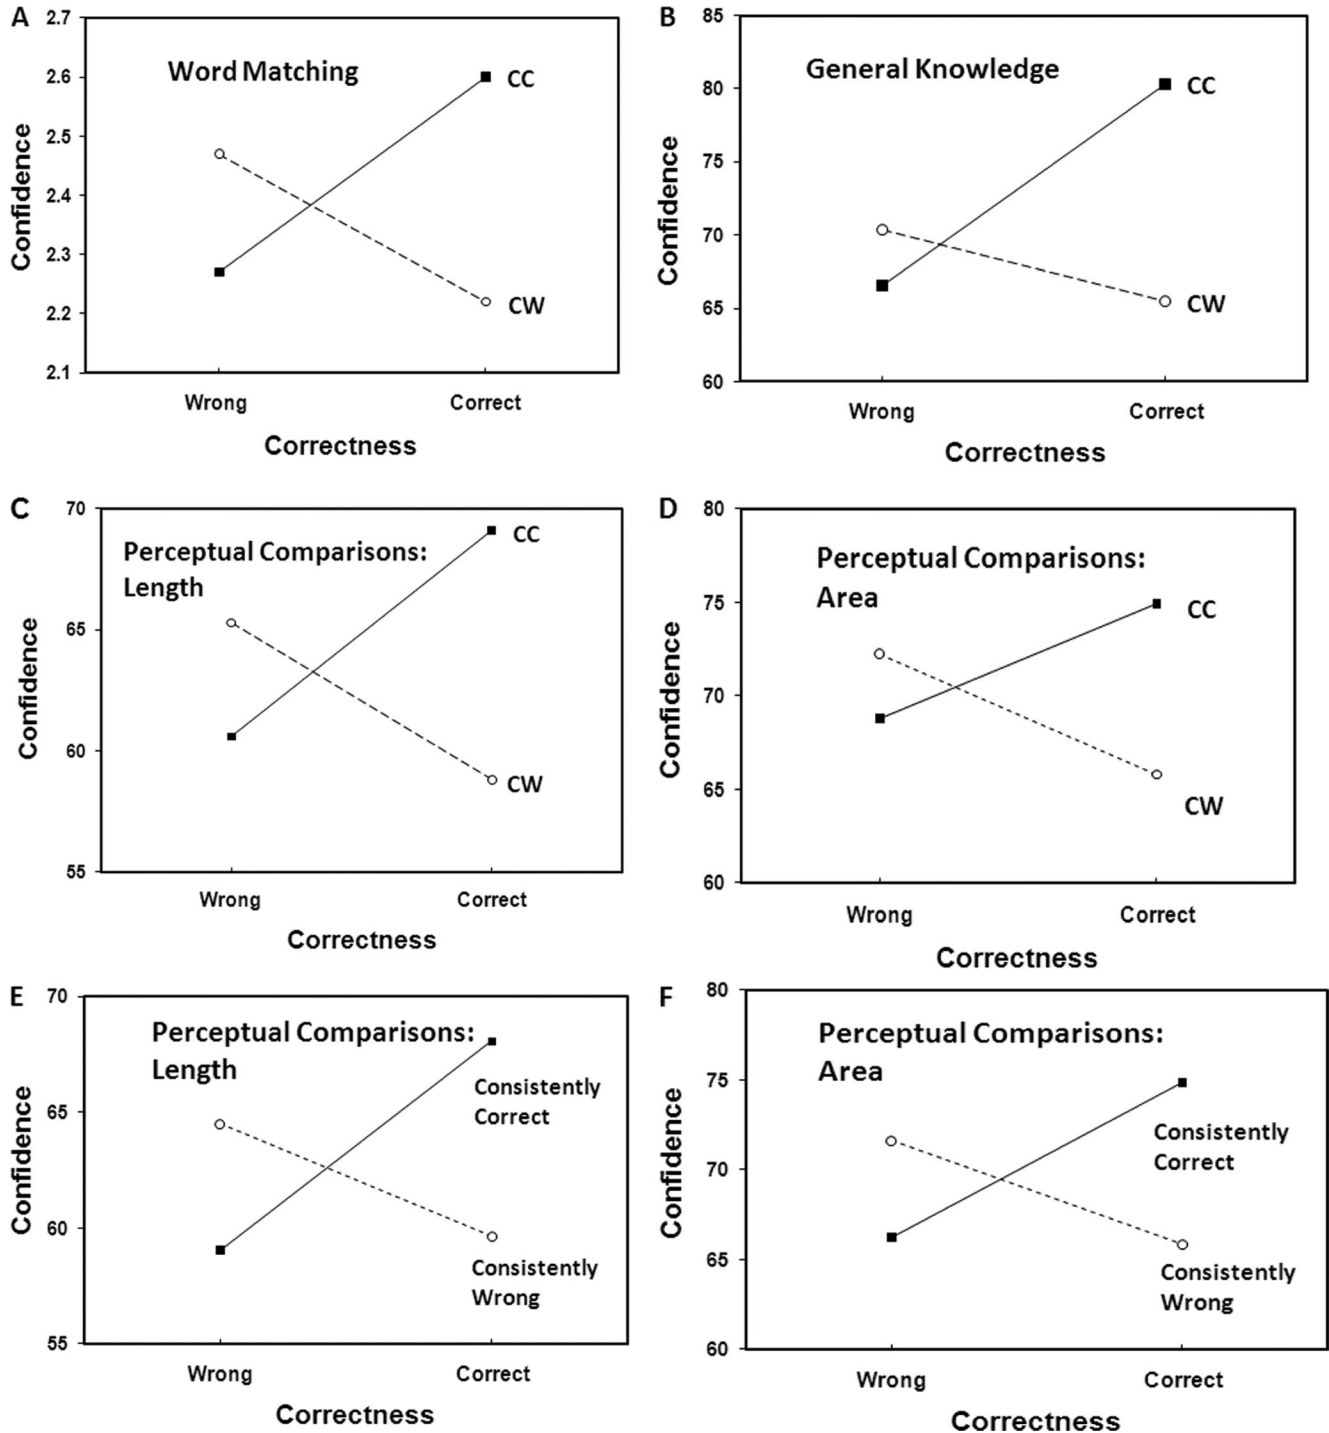 A
2.7
2.6
2.5
2.4
2.3
2.2
2.1
Confidence
Word Matching
CC
CW
Wrong
Correct
Correctness
B
85
80
75
70
65
60
Confidence
General Knowledge
CC
CW
Wrong
Correct
Correctness
C
70
65
60
55
Confidence
Perceptual Comparisons:
Length
CC
CW
Wrong
Correct
Correctness
D
80
75
70
65
60
Confidence
Perceptual Comparisons:
Area
CC
CW
Wrong
Correct
Correctness
E
70
65
60
55
Confidence
Perceptual Comparisons:
Length
Consistently
Correct
Consistently
Wrong
Wrong
Correct
Correctness
F
80
75
70
65
60
Confidence
Perceptual Comparisons:
Area
Consistently
Correct
Consistently
Wrong
Wrong
Correct
Correctness